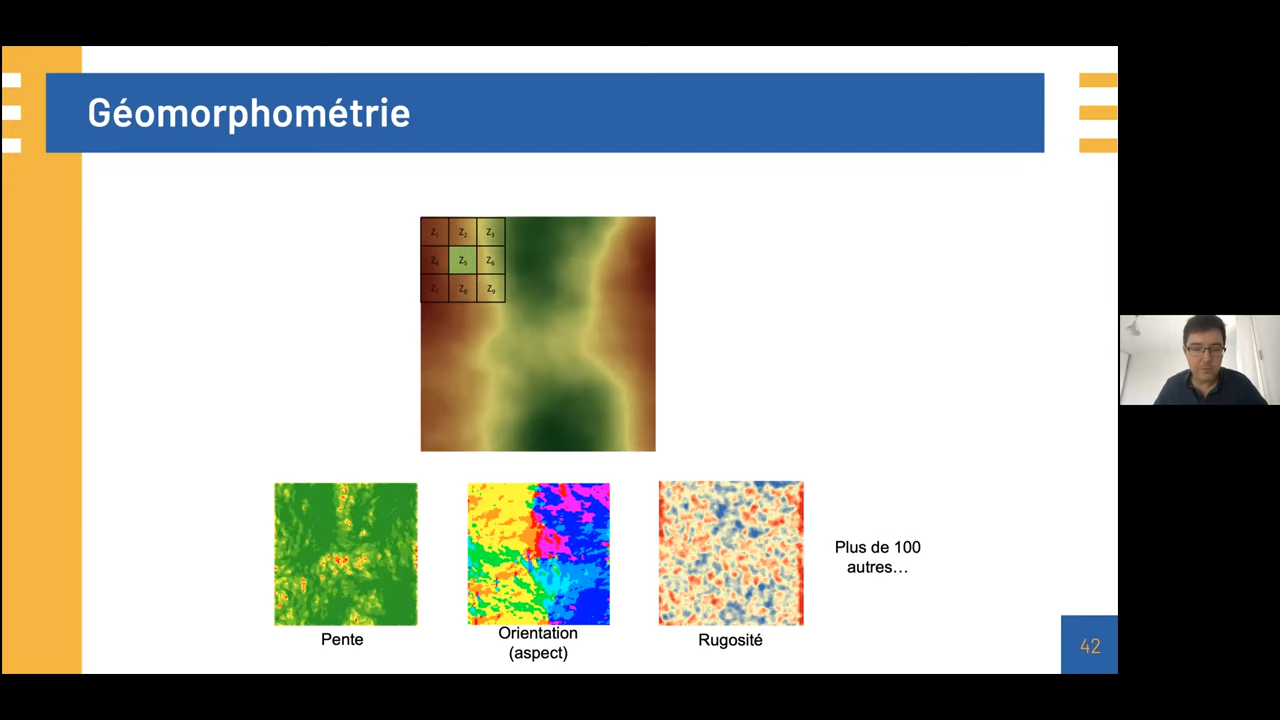 Géomorphométrie
Z1 Z2 Z3
Z4 Z5 Z6
Z7 Z8 Z9
Pente
Orientation
(aspect)
Rugosité
Plus de 100
autres…
42